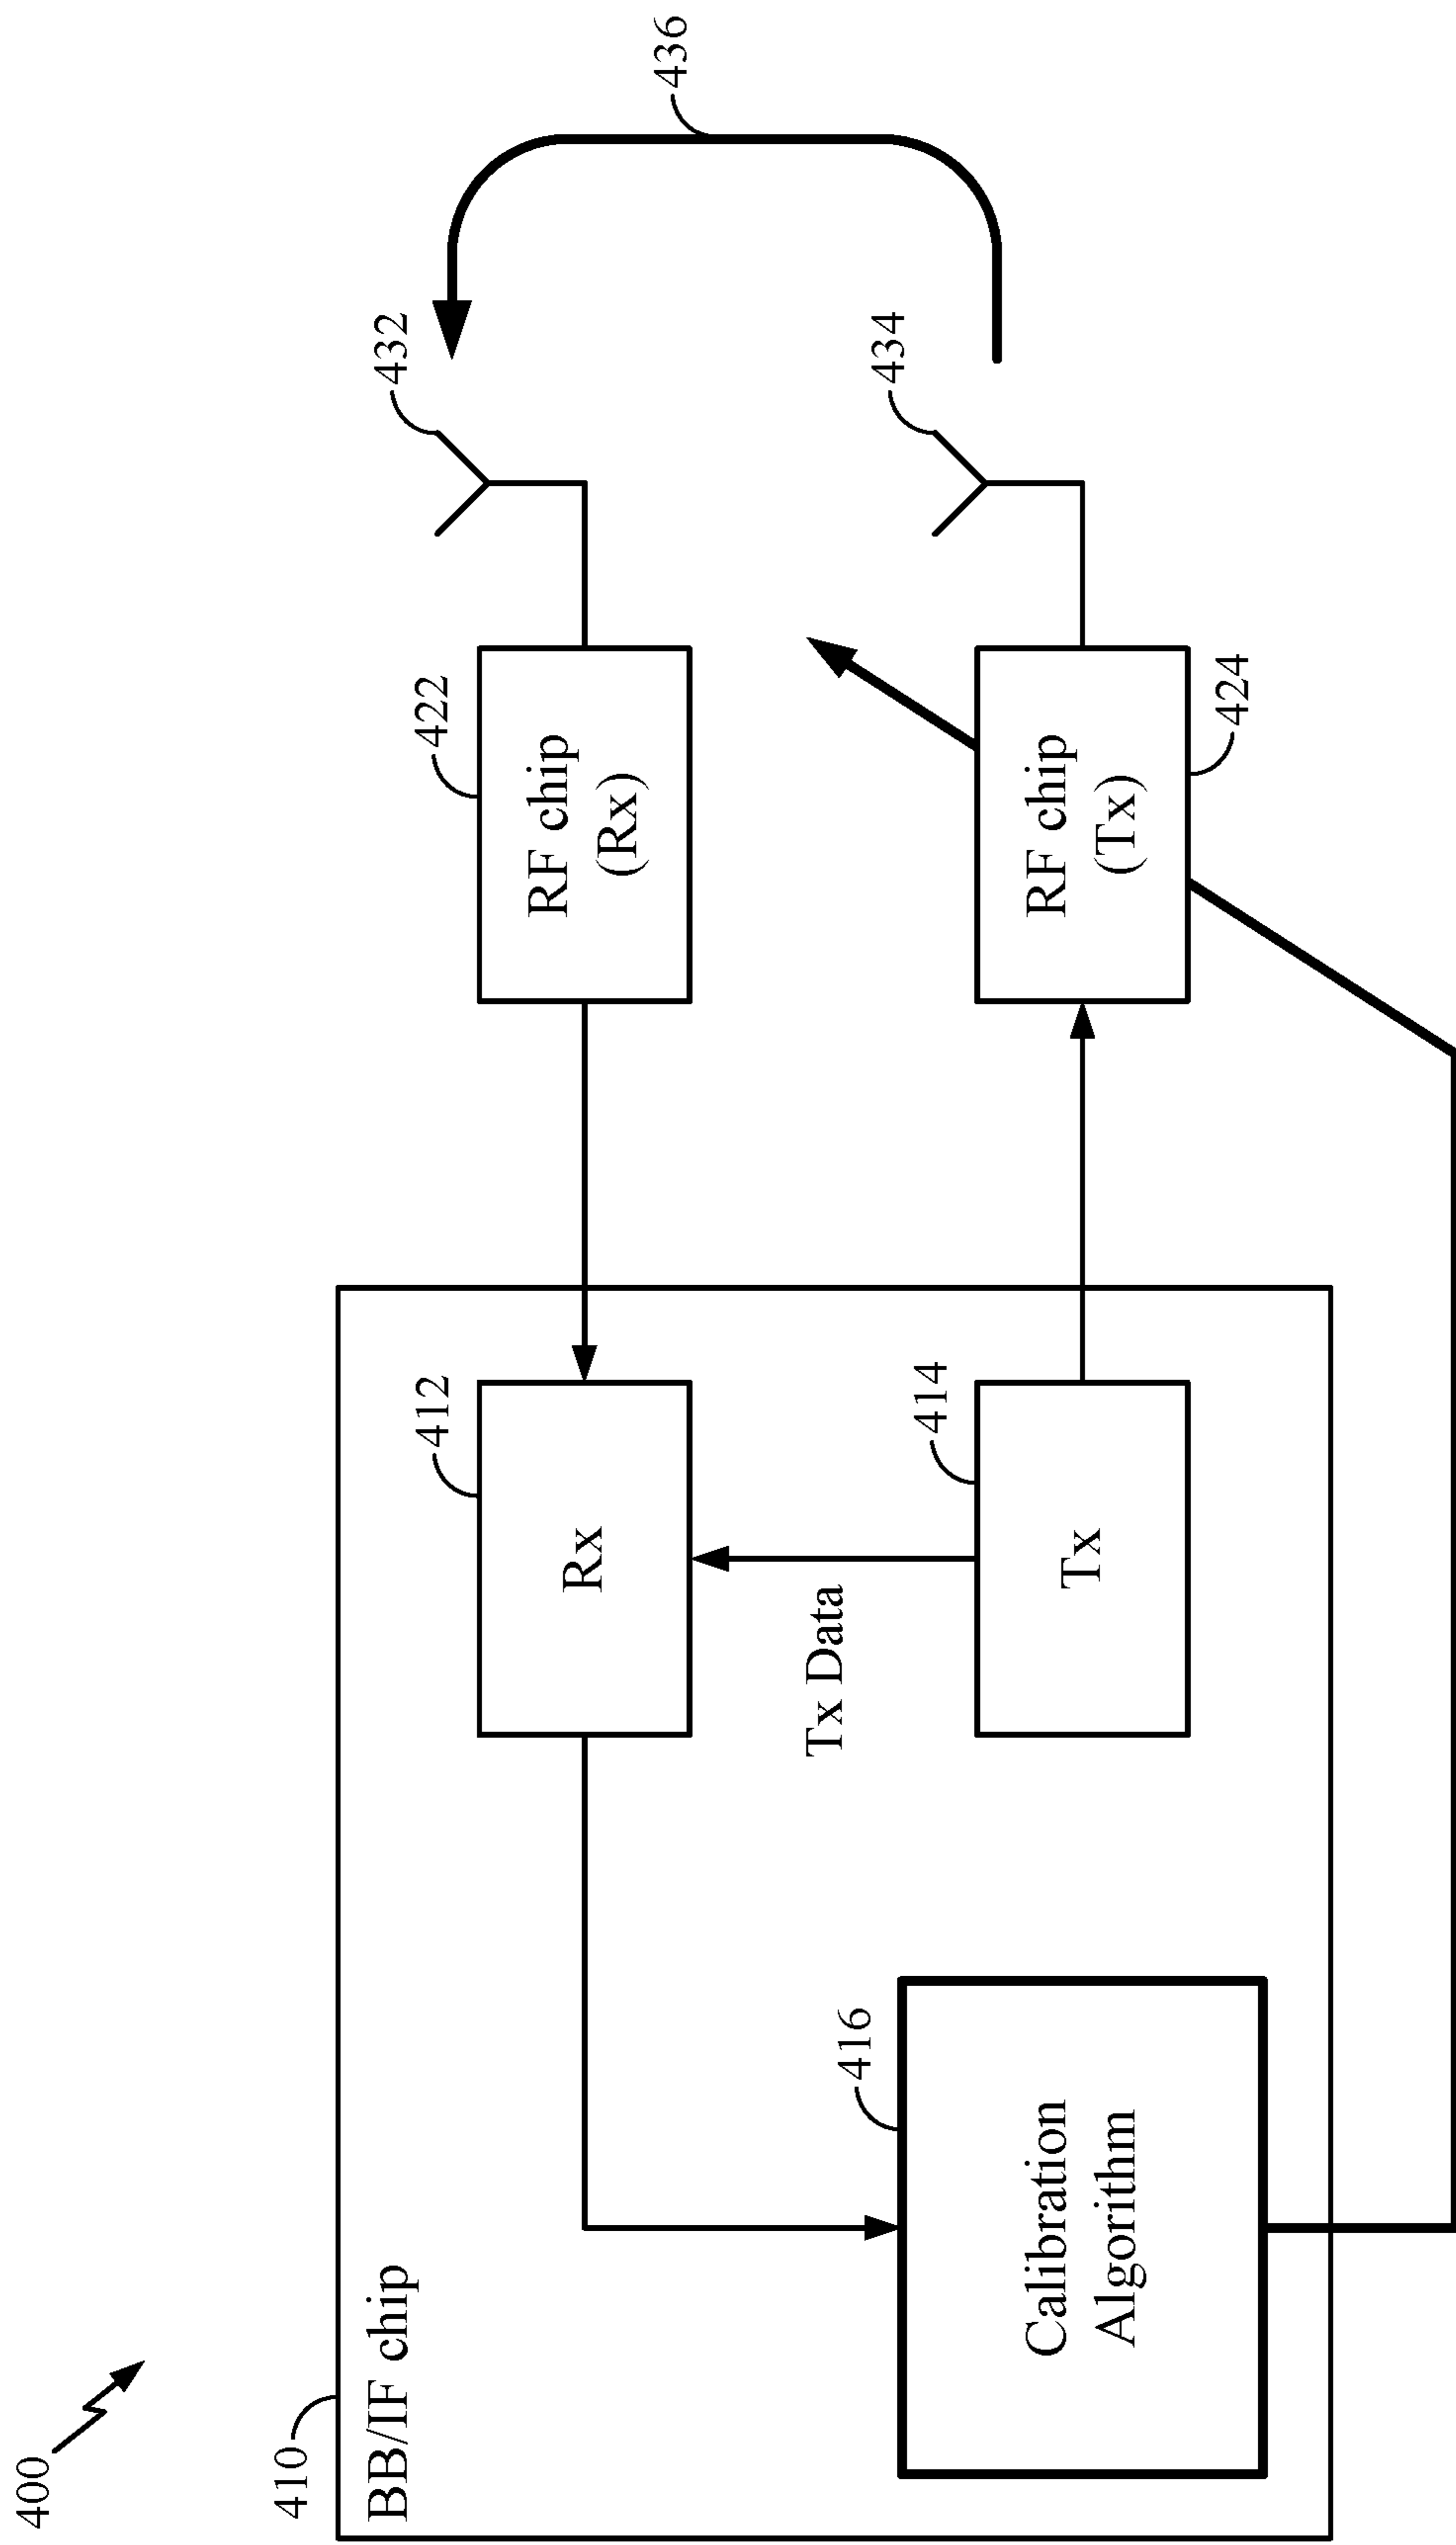 400
410
BB/IF chip
412
Rx
422
RF chip
(Rx)
432
436
416
Calibration
Algorithm
Tx Data
414
Tx
RF chip
(Tx)
424
434